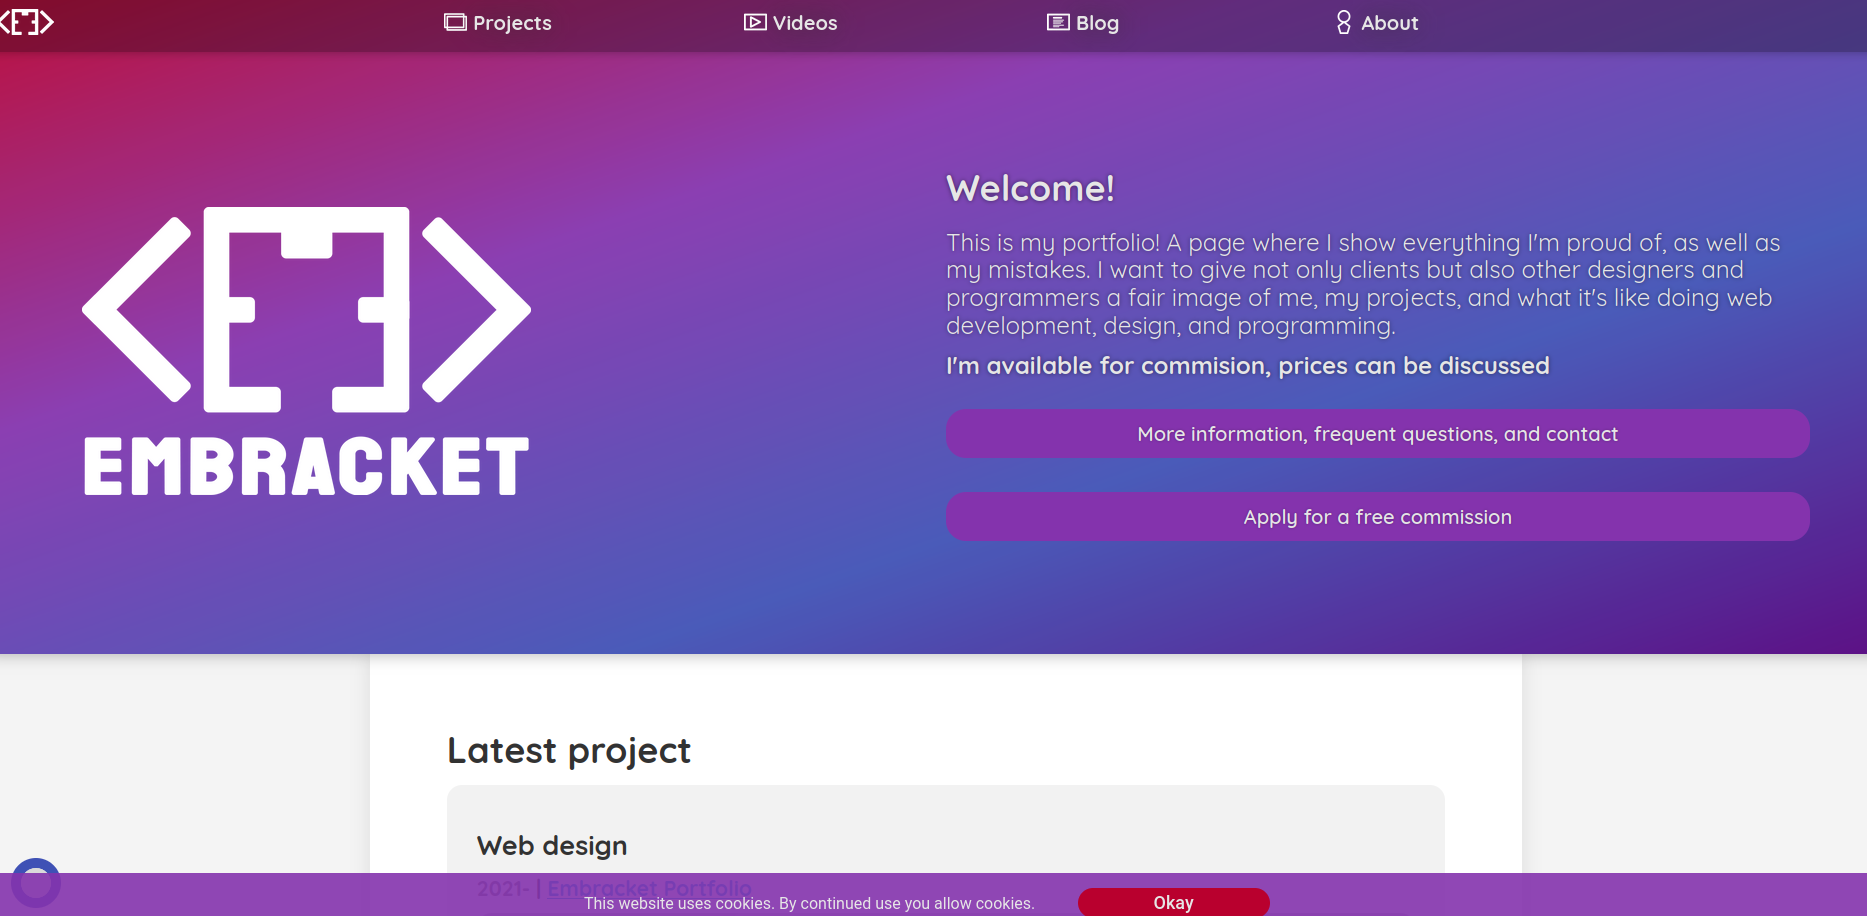 Projects
Videos
Blog
About
Welcome!
This is my portfolio! A page where I show everything I'm proud of, as well as
my mistakes. I want to give not only clients but also other designers and
programmers a fair image of me, my projects, and what it's like doing web
development, design, and programming.
I'm available for commision, prices can be discussed
More information, frequent questions, and contact
Apply for a free commission
EMBRACKET
Latest project
Web design
2021- | Embracket Portfolio
This website uses cookies. By continued use you allow cookies.
Okay